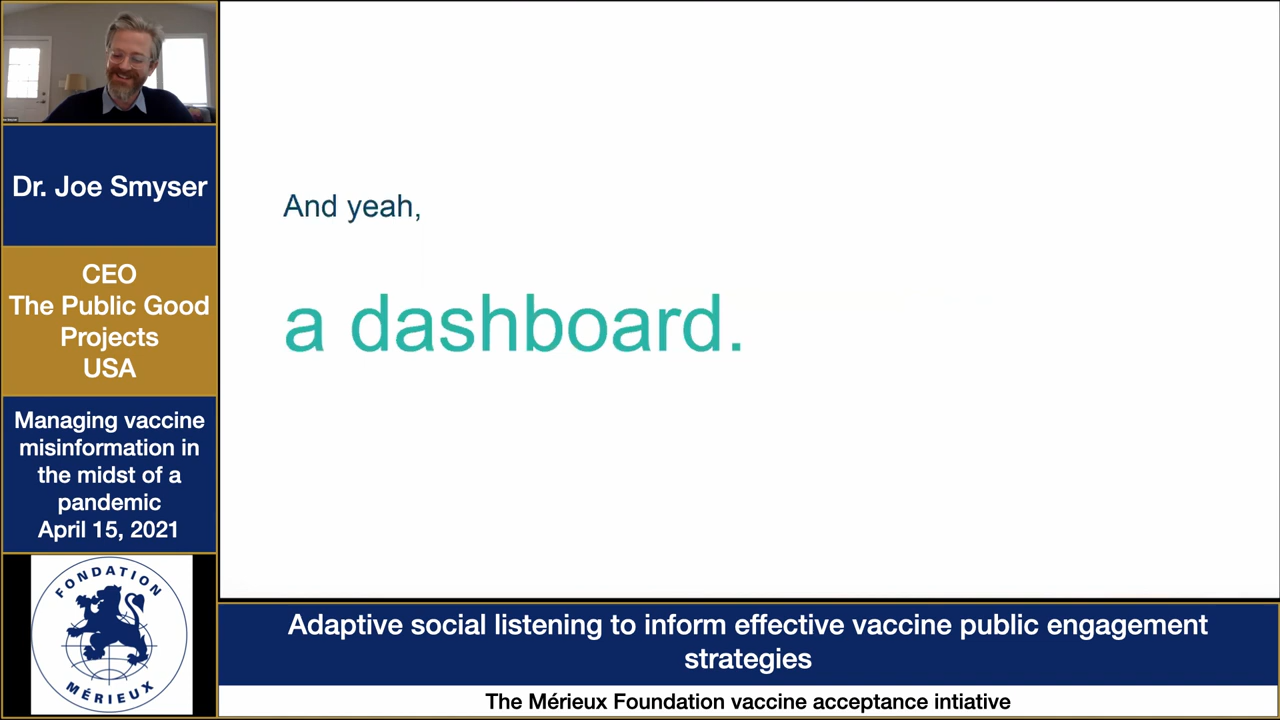 Dr. Joe Smyser
CEO
The Public Good
Projects
USA
Managing vaccine
misinformation in
the midst of a
pandemic
April 15, 2021
FONDATION
MÉRIEUX
And yeah,
a dashboard.
Adaptive social listening to inform effective vaccine public engagement
strategies
The Mérieux Foundation vaccine acceptance intiative